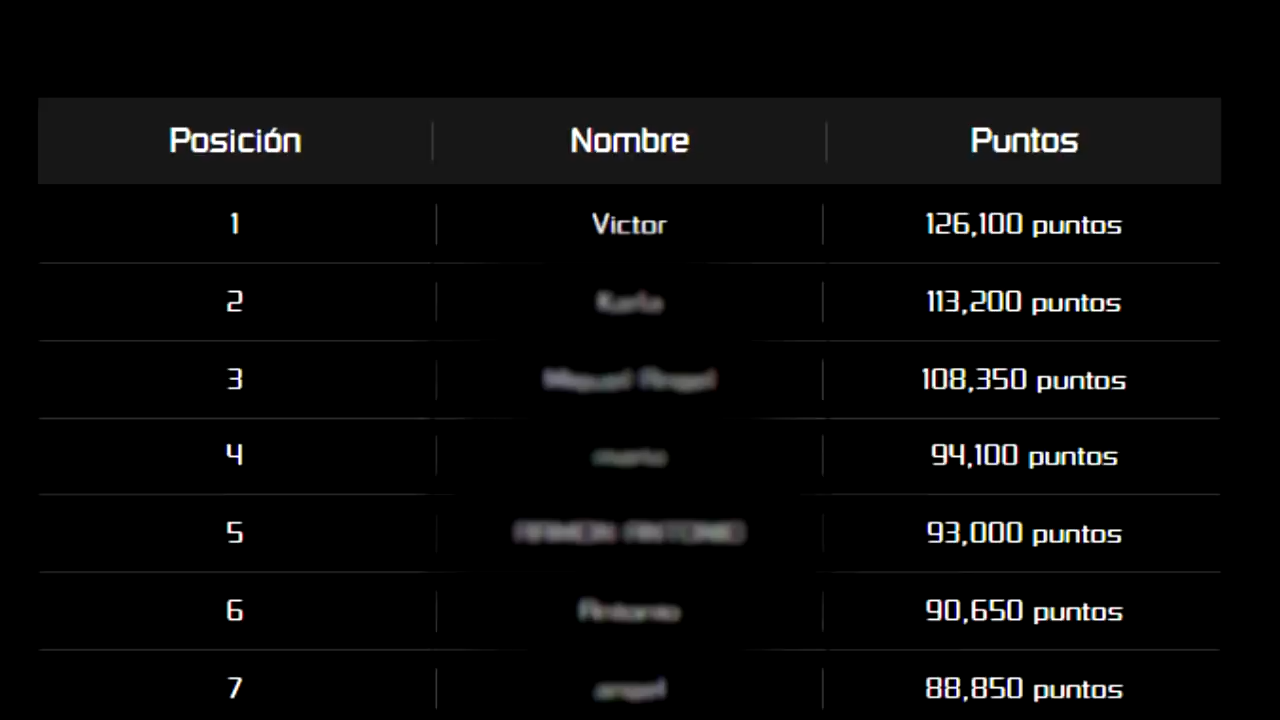 Posición Nombre Puntos
1 Victor 126,100 puntos
2 113,200 puntos
3 108,350 puntos
4 94,100 puntos
5 93,000 puntos
6 90,650 puntos
7 88,850 puntos